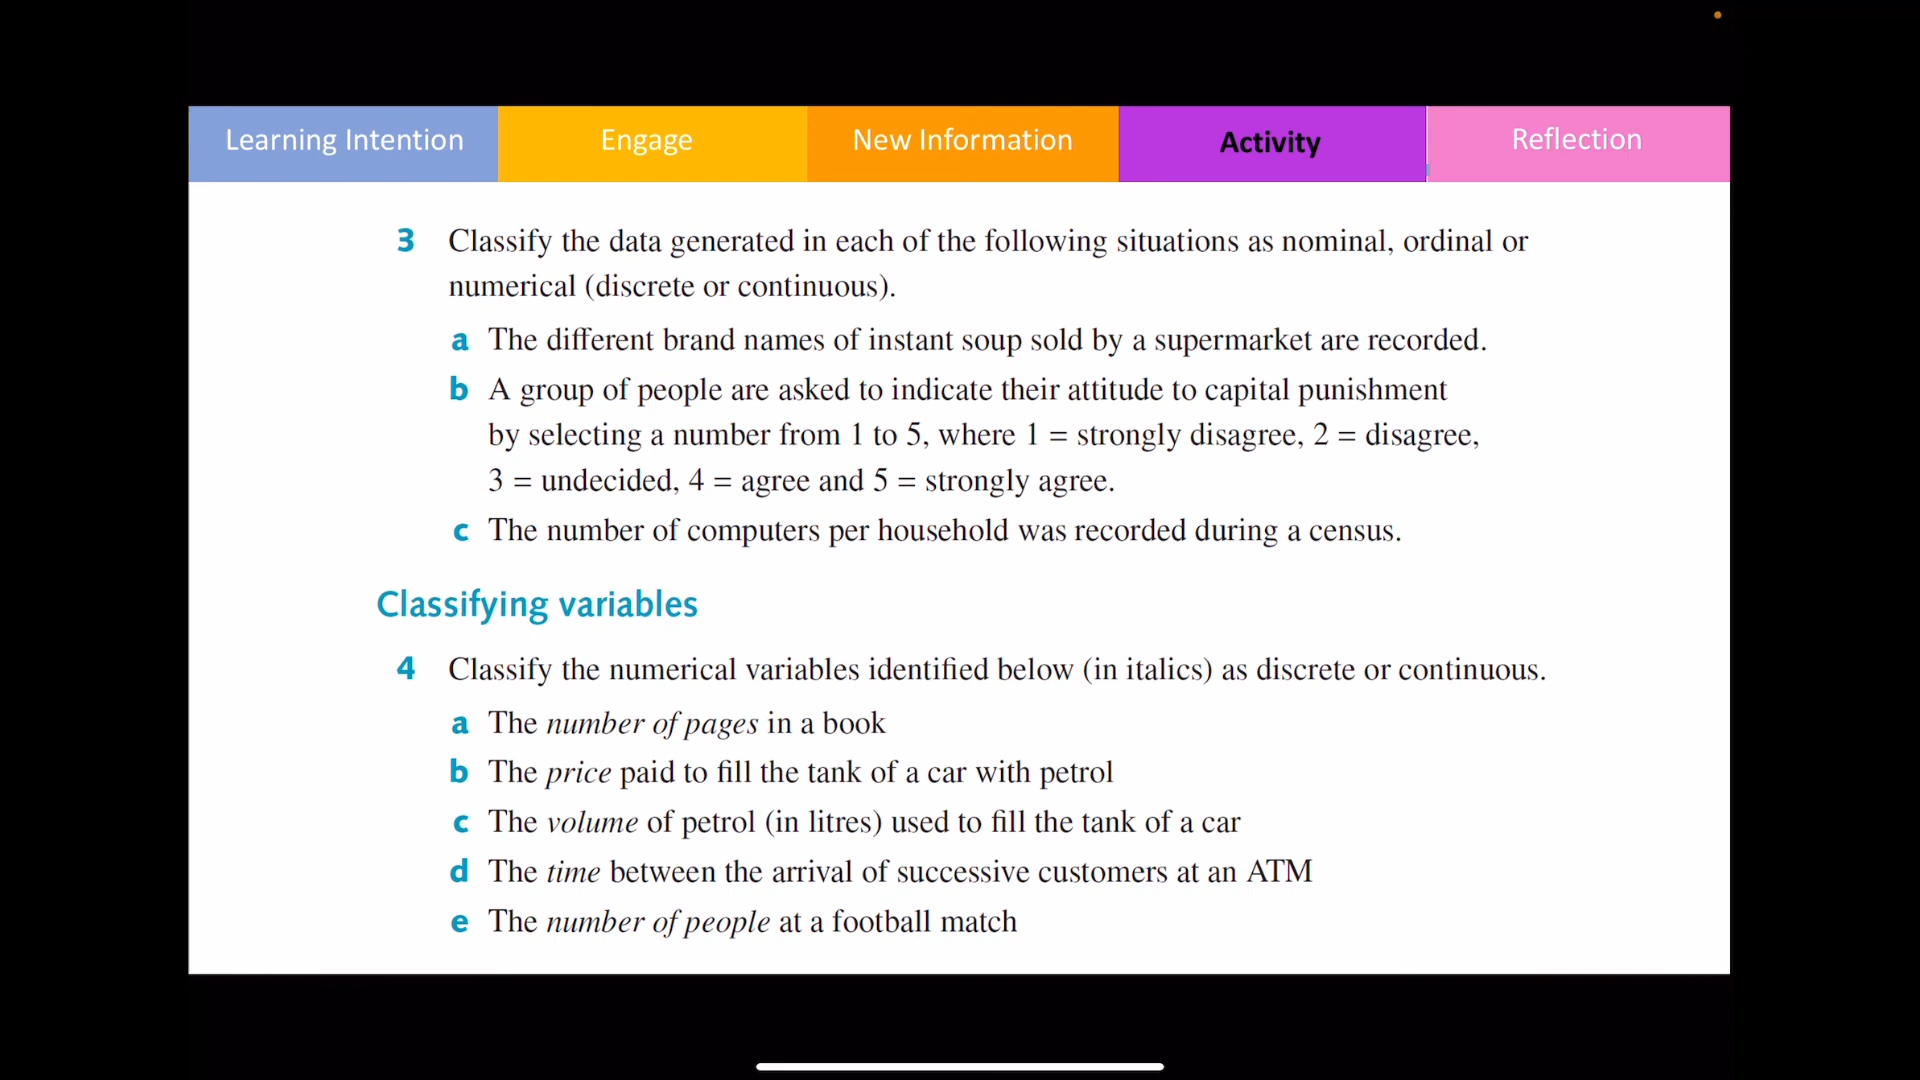 Learning Intention
Engage
New Information
Activity
Reflection
3 Classify the data generated in each of the following situations as nominal, ordinal or
numerical (discrete or continuous).
a The different brand names of instant soup sold by a supermarket are recorded.
b A group of people are asked to indicate their attitude to capital punishment
by selecting a number from 1 to 5, where 1 = strongly disagree, 2 = disagree,
3 = undecided, 4 = agree and 5 = strongly agree.
c The number of computers per household was recorded during a census.
Classifying variables
4 Classify the numerical variables identified below (in italics) as discrete or continuous.
a The number of pages in a book
b The price paid to fill the tank of a car with petrol
c The volume of petrol (in litres) used to fill the tank of a car
d The time between the arrival of successive customers at an ATM
e The number of people at a football match